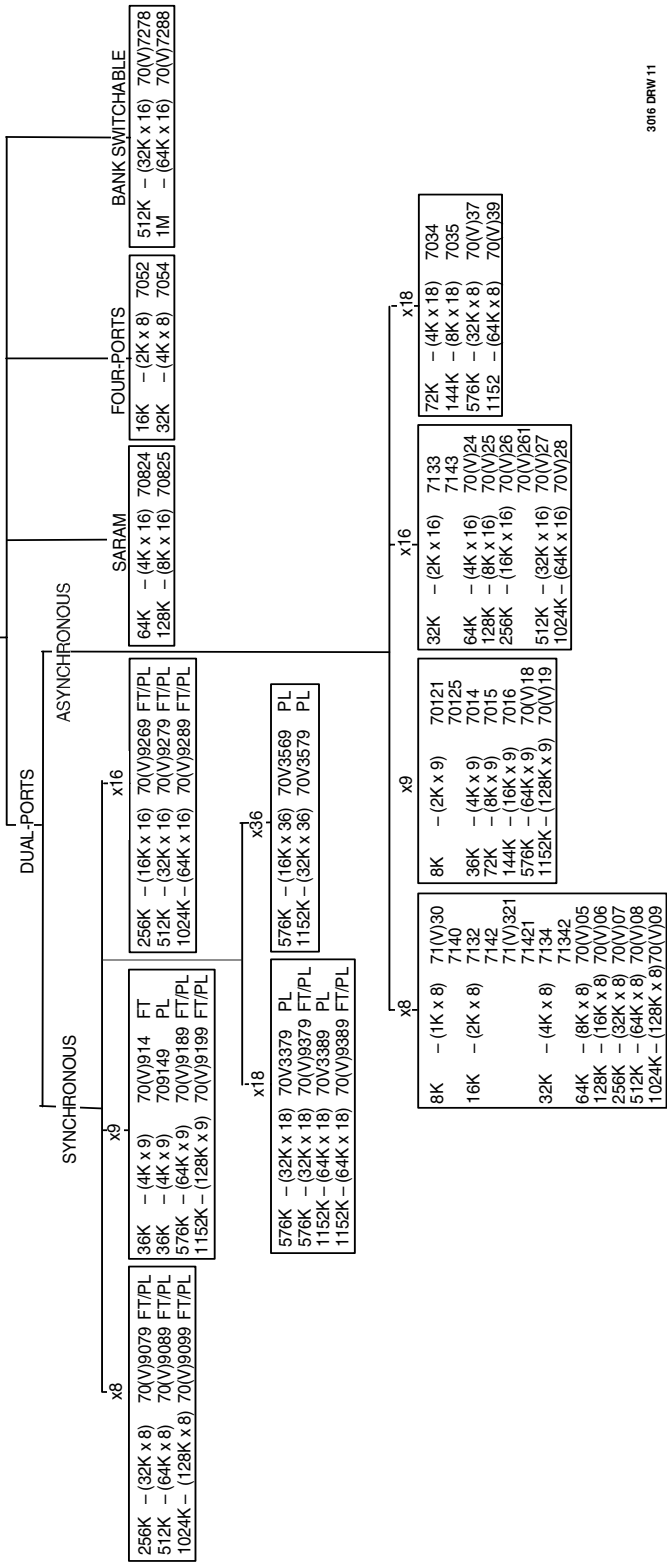 DUAL-PORTS
SYNCHRONOUS
ASYNCHRONOUS
SARAM
64K – (4K x 16) 70824
128K – (8K x 16) 70825
FOUR-PORTS
16K – (2K x 8) 7052
32K – (4K x 8) 7054
BANK SWITCHABLE
512K – (32K x 16) 70(V)7278
1M – (64K x 16) 70(V)7288
x8
256K – (32K x 8) 70(V)9079 FT/PL
512K – (64K x 8) 70(V)9089 FT/PL
1024K – (128K x 8) 70(V)9099 FT/PL
x9
36K – (4K x 9) 70(V)914 FT
36K – (4K x 9) 709149 PL
576K – (64K x 9) 70(V)9189 FT/PL
1152K – (128K x 9) 70(V)9199 FT/PL
x16
256K – (16K x 16) 70(V)9269 FT/PL
512K – (32K x 16) 70(V)9279 FT/PL
1024K – (64K x 16) 70(V)9289 FT/PL
x18
576K – (32K x 18) 70V3379 PL
576K – (32K x 18) 70(V)9379 FT/PL
1152K – (64K x 18) 70V3389 PL
1152K – (64K x 18) 70(V)9389 FT/PL
x36
576K – (16K x 36) 70V3569 PL
1152K – (32K x 36) 70V3579 PL
x8
8K – (1K x 8) 71(V)30
7140
16K – (2K x 8) 7132
7142
71(V)321
71421
32K – (4K x 8) 7134
71342
64K – (8K x 8) 70(V)05
128K – (16K x 8) 70(V)06
256K – (32K x 8) 70(V)07
512K – (64K x 8) 70(V)08
1024K – (128K x 8) 70(V)09
x9
8K – (2K x 9) 70121
70125
36K – (4K x 9) 7014
72K – (8K x 9) 7015
144K – (16K x 9) 7016
576K – (64K x 9) 70(V)18
1152K – (128K x 9) 70(V)19
x16
32K – (2K x 16) 7133
7143
64K – (4K x 16) 70(V)24
128K – (8K x 16) 70(V)25
256K – (16K x 16) 70(V)26
70(V)261
512K – (32K x 16) 70(V)27
1024K – (64K x 16) 70V)28
x18
72K – (4K x 18) 7034
144K – (8K x 18) 7035
576K – (32K x 8) 70(V)37
1152 – (64K x 8) 70(V)39
3016 DRW 11